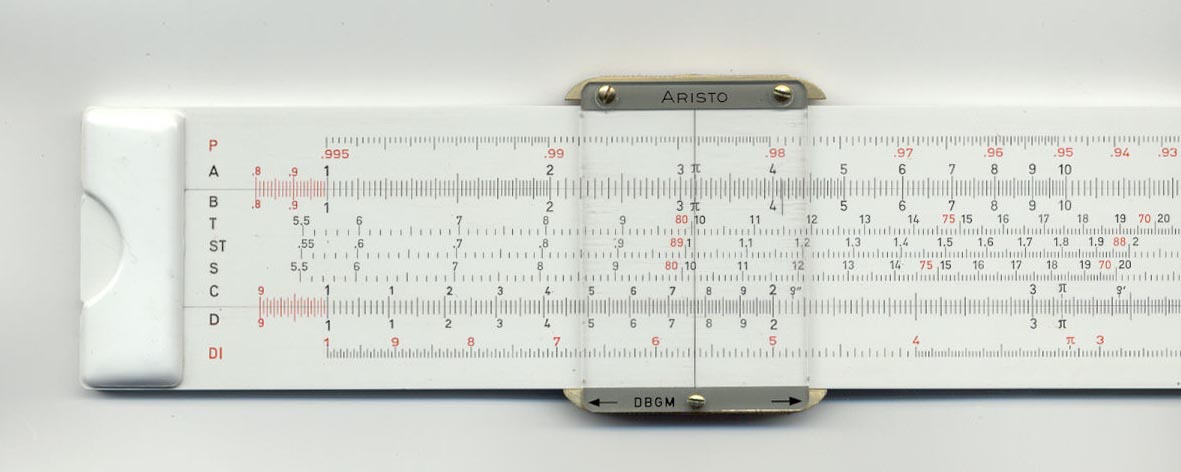 ARISTO
P .995 .99 .98 .97 .96 .95 .94 .93
A .8 .9 1 2 3 π 4 5 6 7 8 9 10
B .8 .9 1 2 3 π 4 5 6 7 8 9 10
T 5,5 6 7 8 9 80 10 11 12 13 14 75 15 16 17 18 19 70 20
ST .55 .6 .7 .8 .9 89 1 1,1 1,2 1.3 1.4 1.5 1.6 1.7 1.8 1.9 88 2
S 5,5 6 7 8 9 80 10 11 12 13 14 75 15 16 17 18 19 70 20
C 9 1 1 2 3 4 5 6 7 8 9 2 ϱ″ 3 π ϱ′
D 9 1 1 2 3 4 5 6 7 8 9 2 3 π
DI 1 9 8 7 6 5 4 π 3
← DBGM →